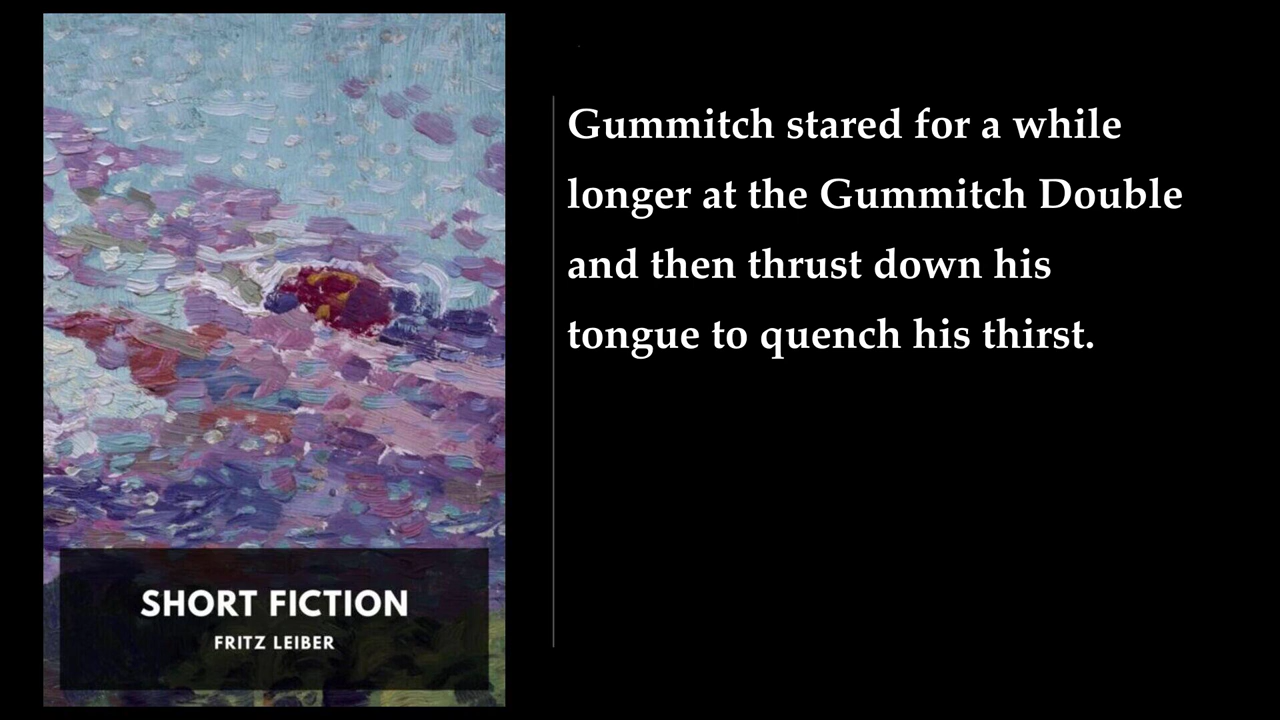 Gummitch stared for a while
longer at the Gummitch Double
and then thrust down his
tongue to quench his thirst.
SHORT FICTION
FRITZ LEIBER